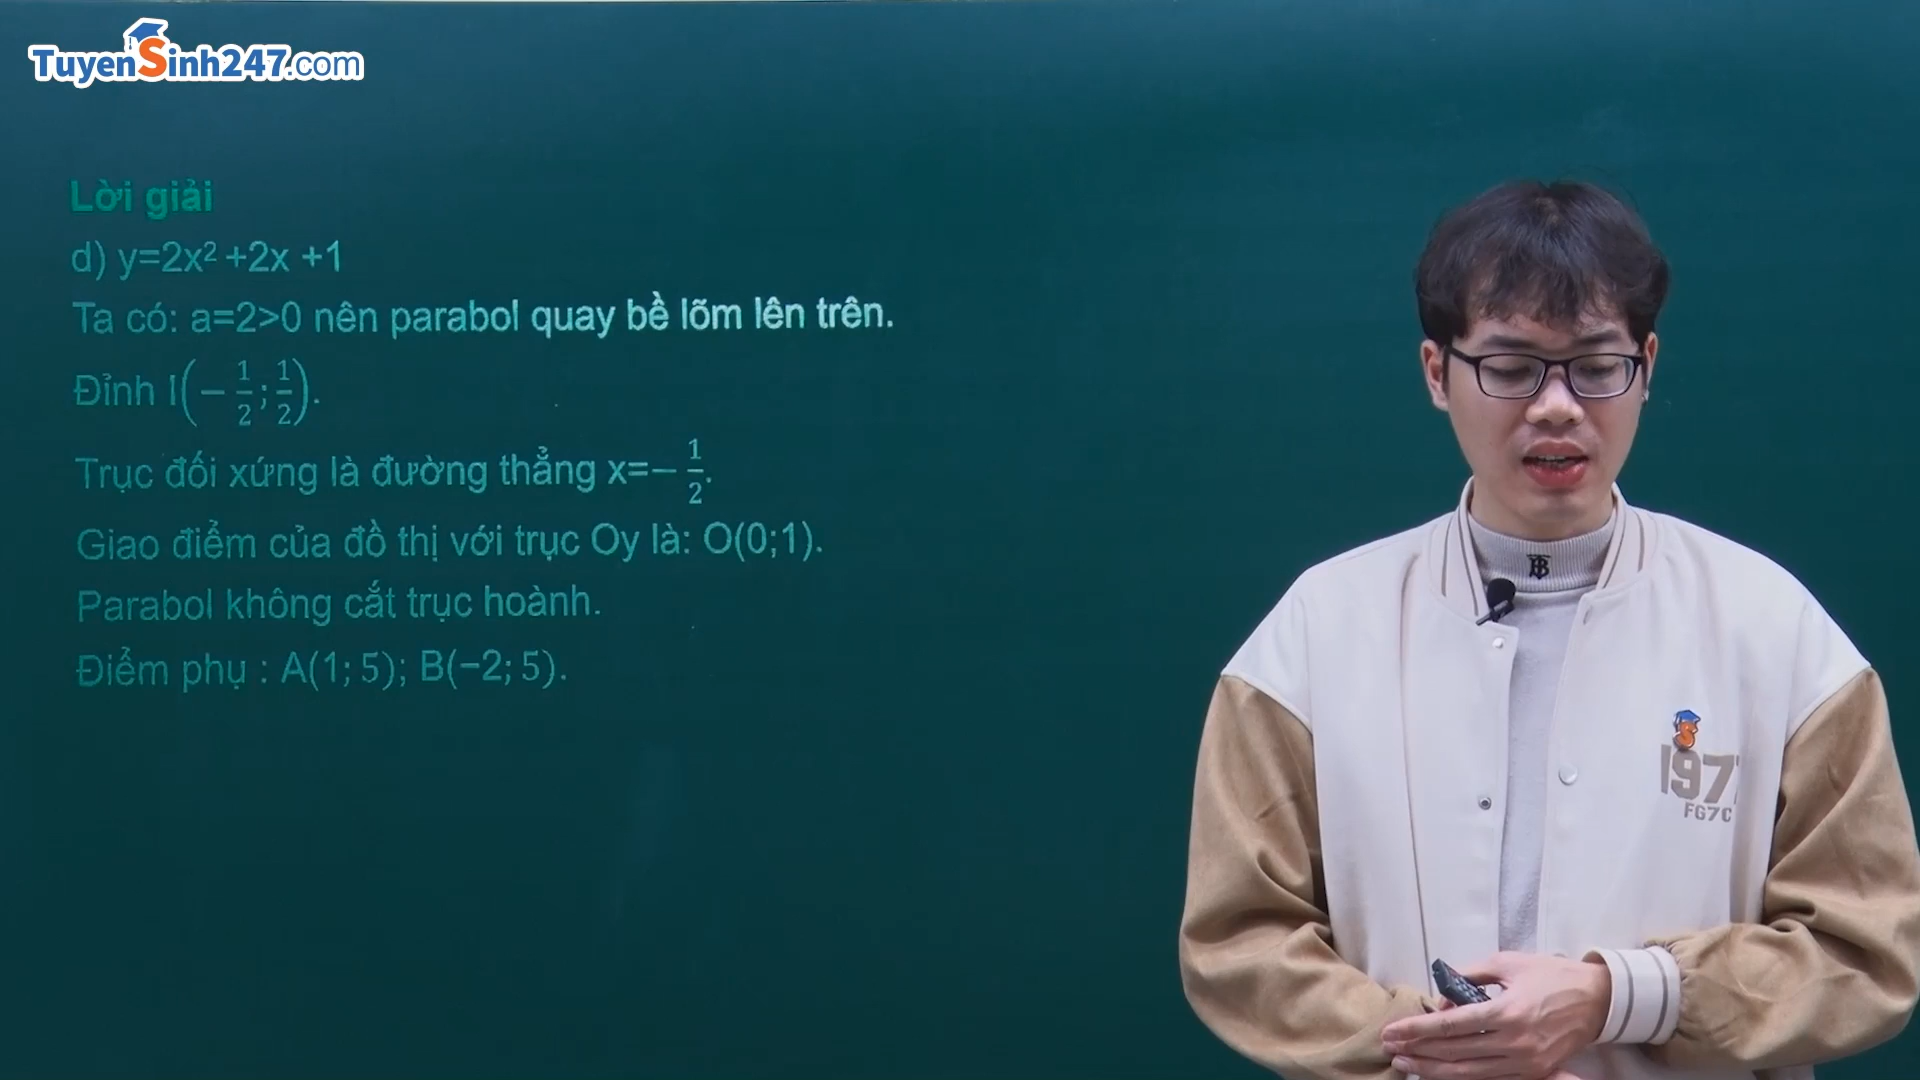 TuyenSinh247.com
Lời giải
d) y=2x² +2x +1
Ta có: a=2>0 nên parabol quay bề lõm lên trên.
Đỉnh I(− 1/2 ; 1/2).
Trục đối xứng là đường thẳng x=− 1/2.
Giao điểm của đồ thị với trục Oy là: O(0;1).
Parabol không cắt trục hoành.
Điểm phụ : A(1; 5); B(−2; 5).
S
197
FG7C